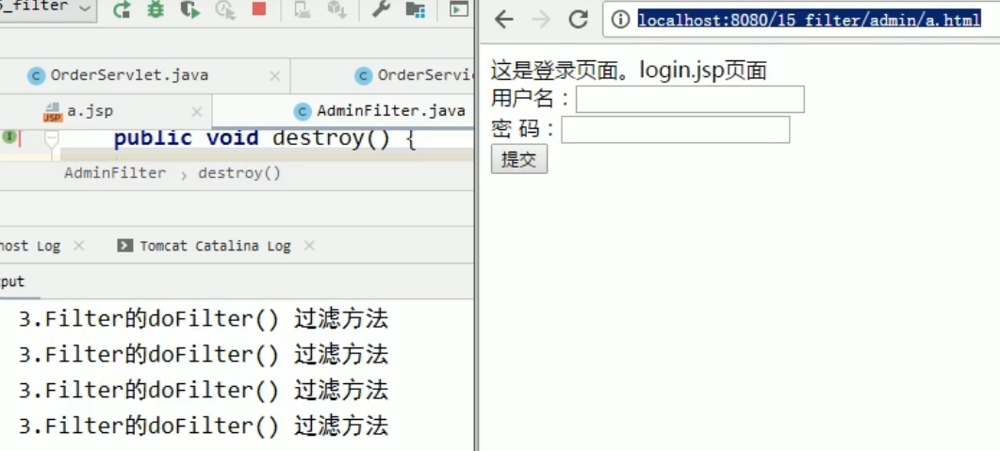 5_filter
localhost:8080/15_filter/admin/a.html
OrderServlet.java
OrderServic
a.jsp
AdminFilter.java
public void destroy() {
AdminFilter › destroy()
这是登录页面。login.jsp页面
用户名：
密 码：
提交
host Log
Tomcat Catalina Log
put
3.Filter的doFilter() 过滤方法
3.Filter的doFilter() 过滤方法
3.Filter的doFilter() 过滤方法
3.Filter的doFilter() 过滤方法